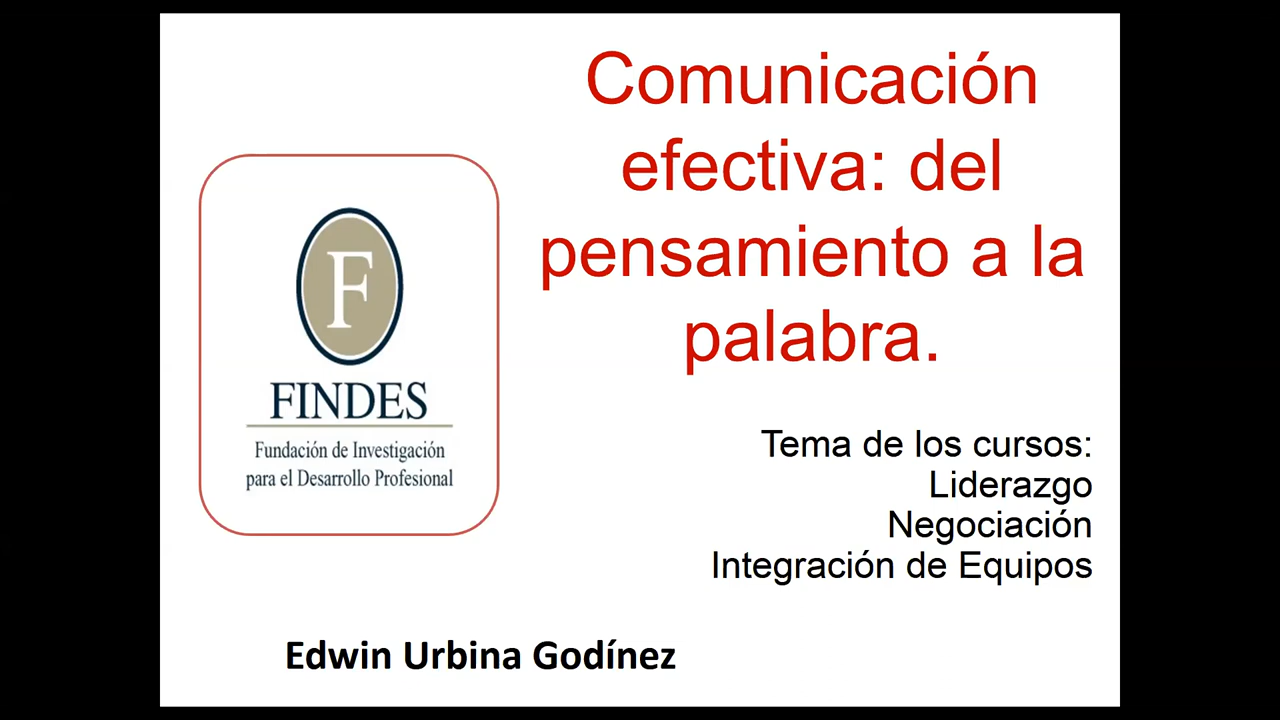 Comunicación
efectiva: del
pensamiento a la
palabra.
F
FINDES
Fundación de Investigación
para el Desarrollo Profesional
Tema de los cursos:
Liderazgo
Negociación
Integración de Equipos
Edwin Urbina Godínez